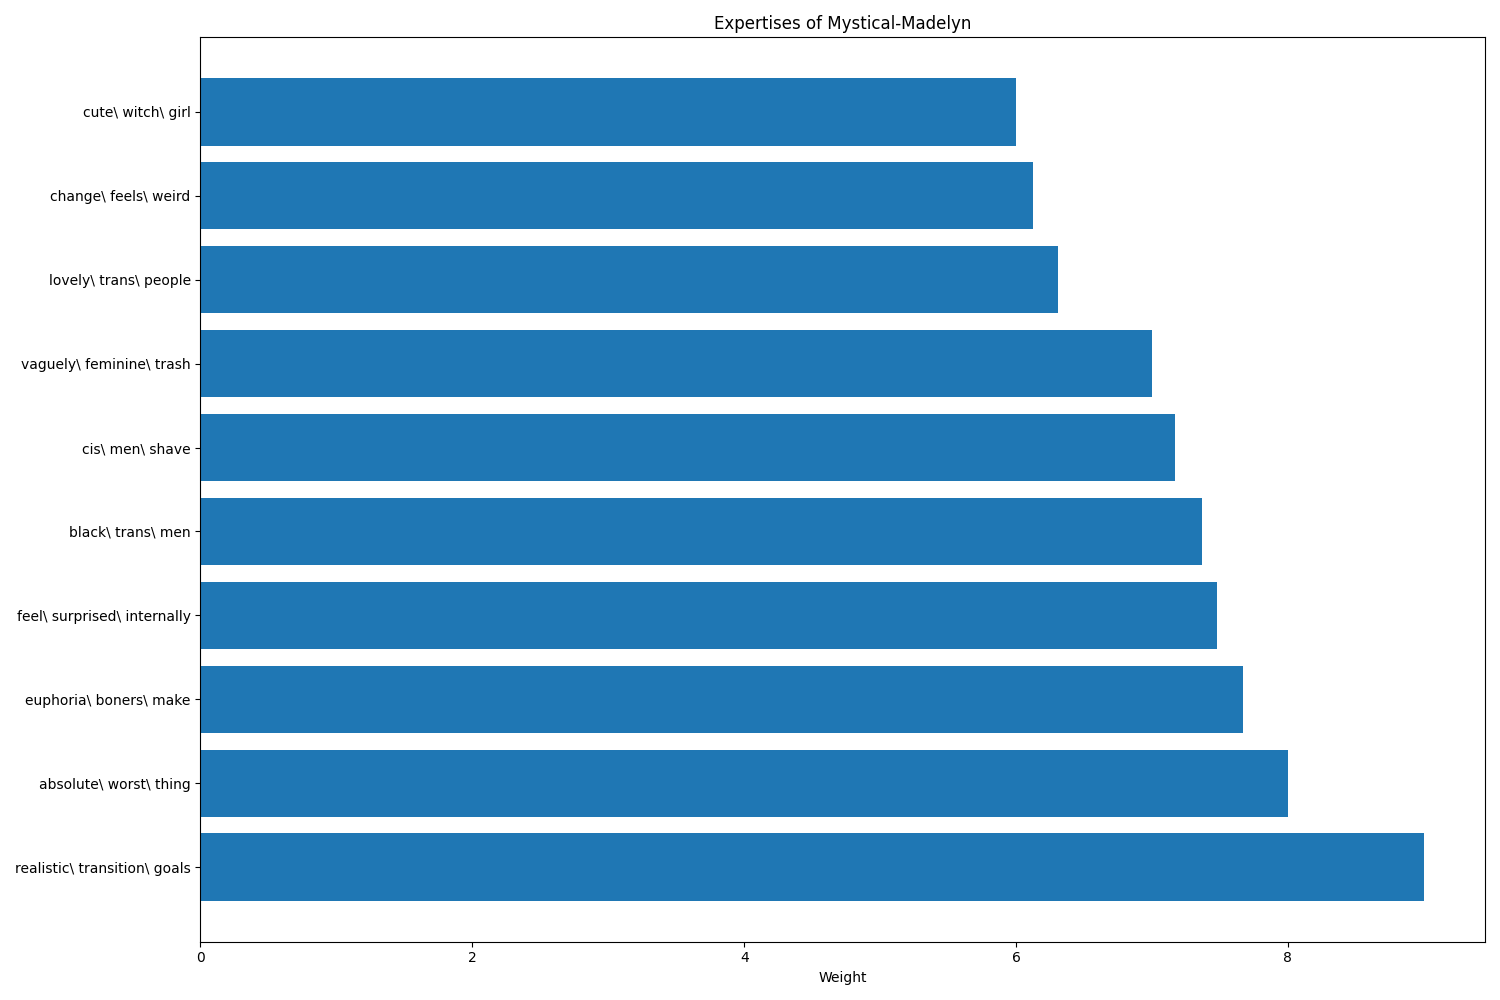 Expertises of Mystical-Madelyn
cute\ witch\ girl
change\ feels\ weird
lovely\ trans\ people
vaguely\ feminine\ trash
cis\ men\ shave
black\ trans\ men
feel\ surprised\ internally
euphoria\ boners\ make
absolute\ worst\ thing
realistic\ transition\ goals
0 2 4 6 8
Weight